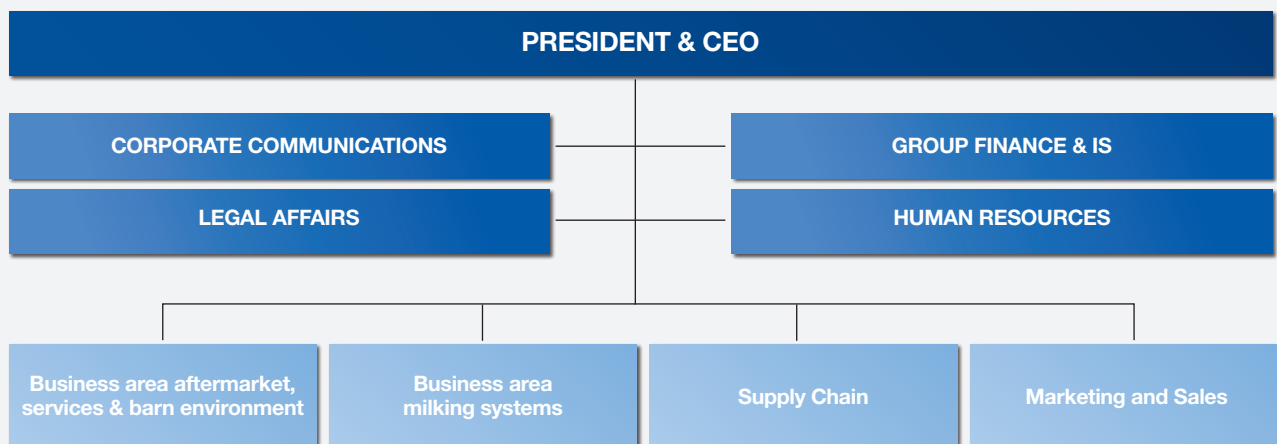 PRESIDENT & CEO
CORPORATE COMMUNICATIONS
GROUP FINANCE & IS
LEGAL AFFAIRS
HUMAN RESOURCES
Business area aftermarket,
services & barn environment
Business area
milking systems
Supply Chain
Marketing and Sales